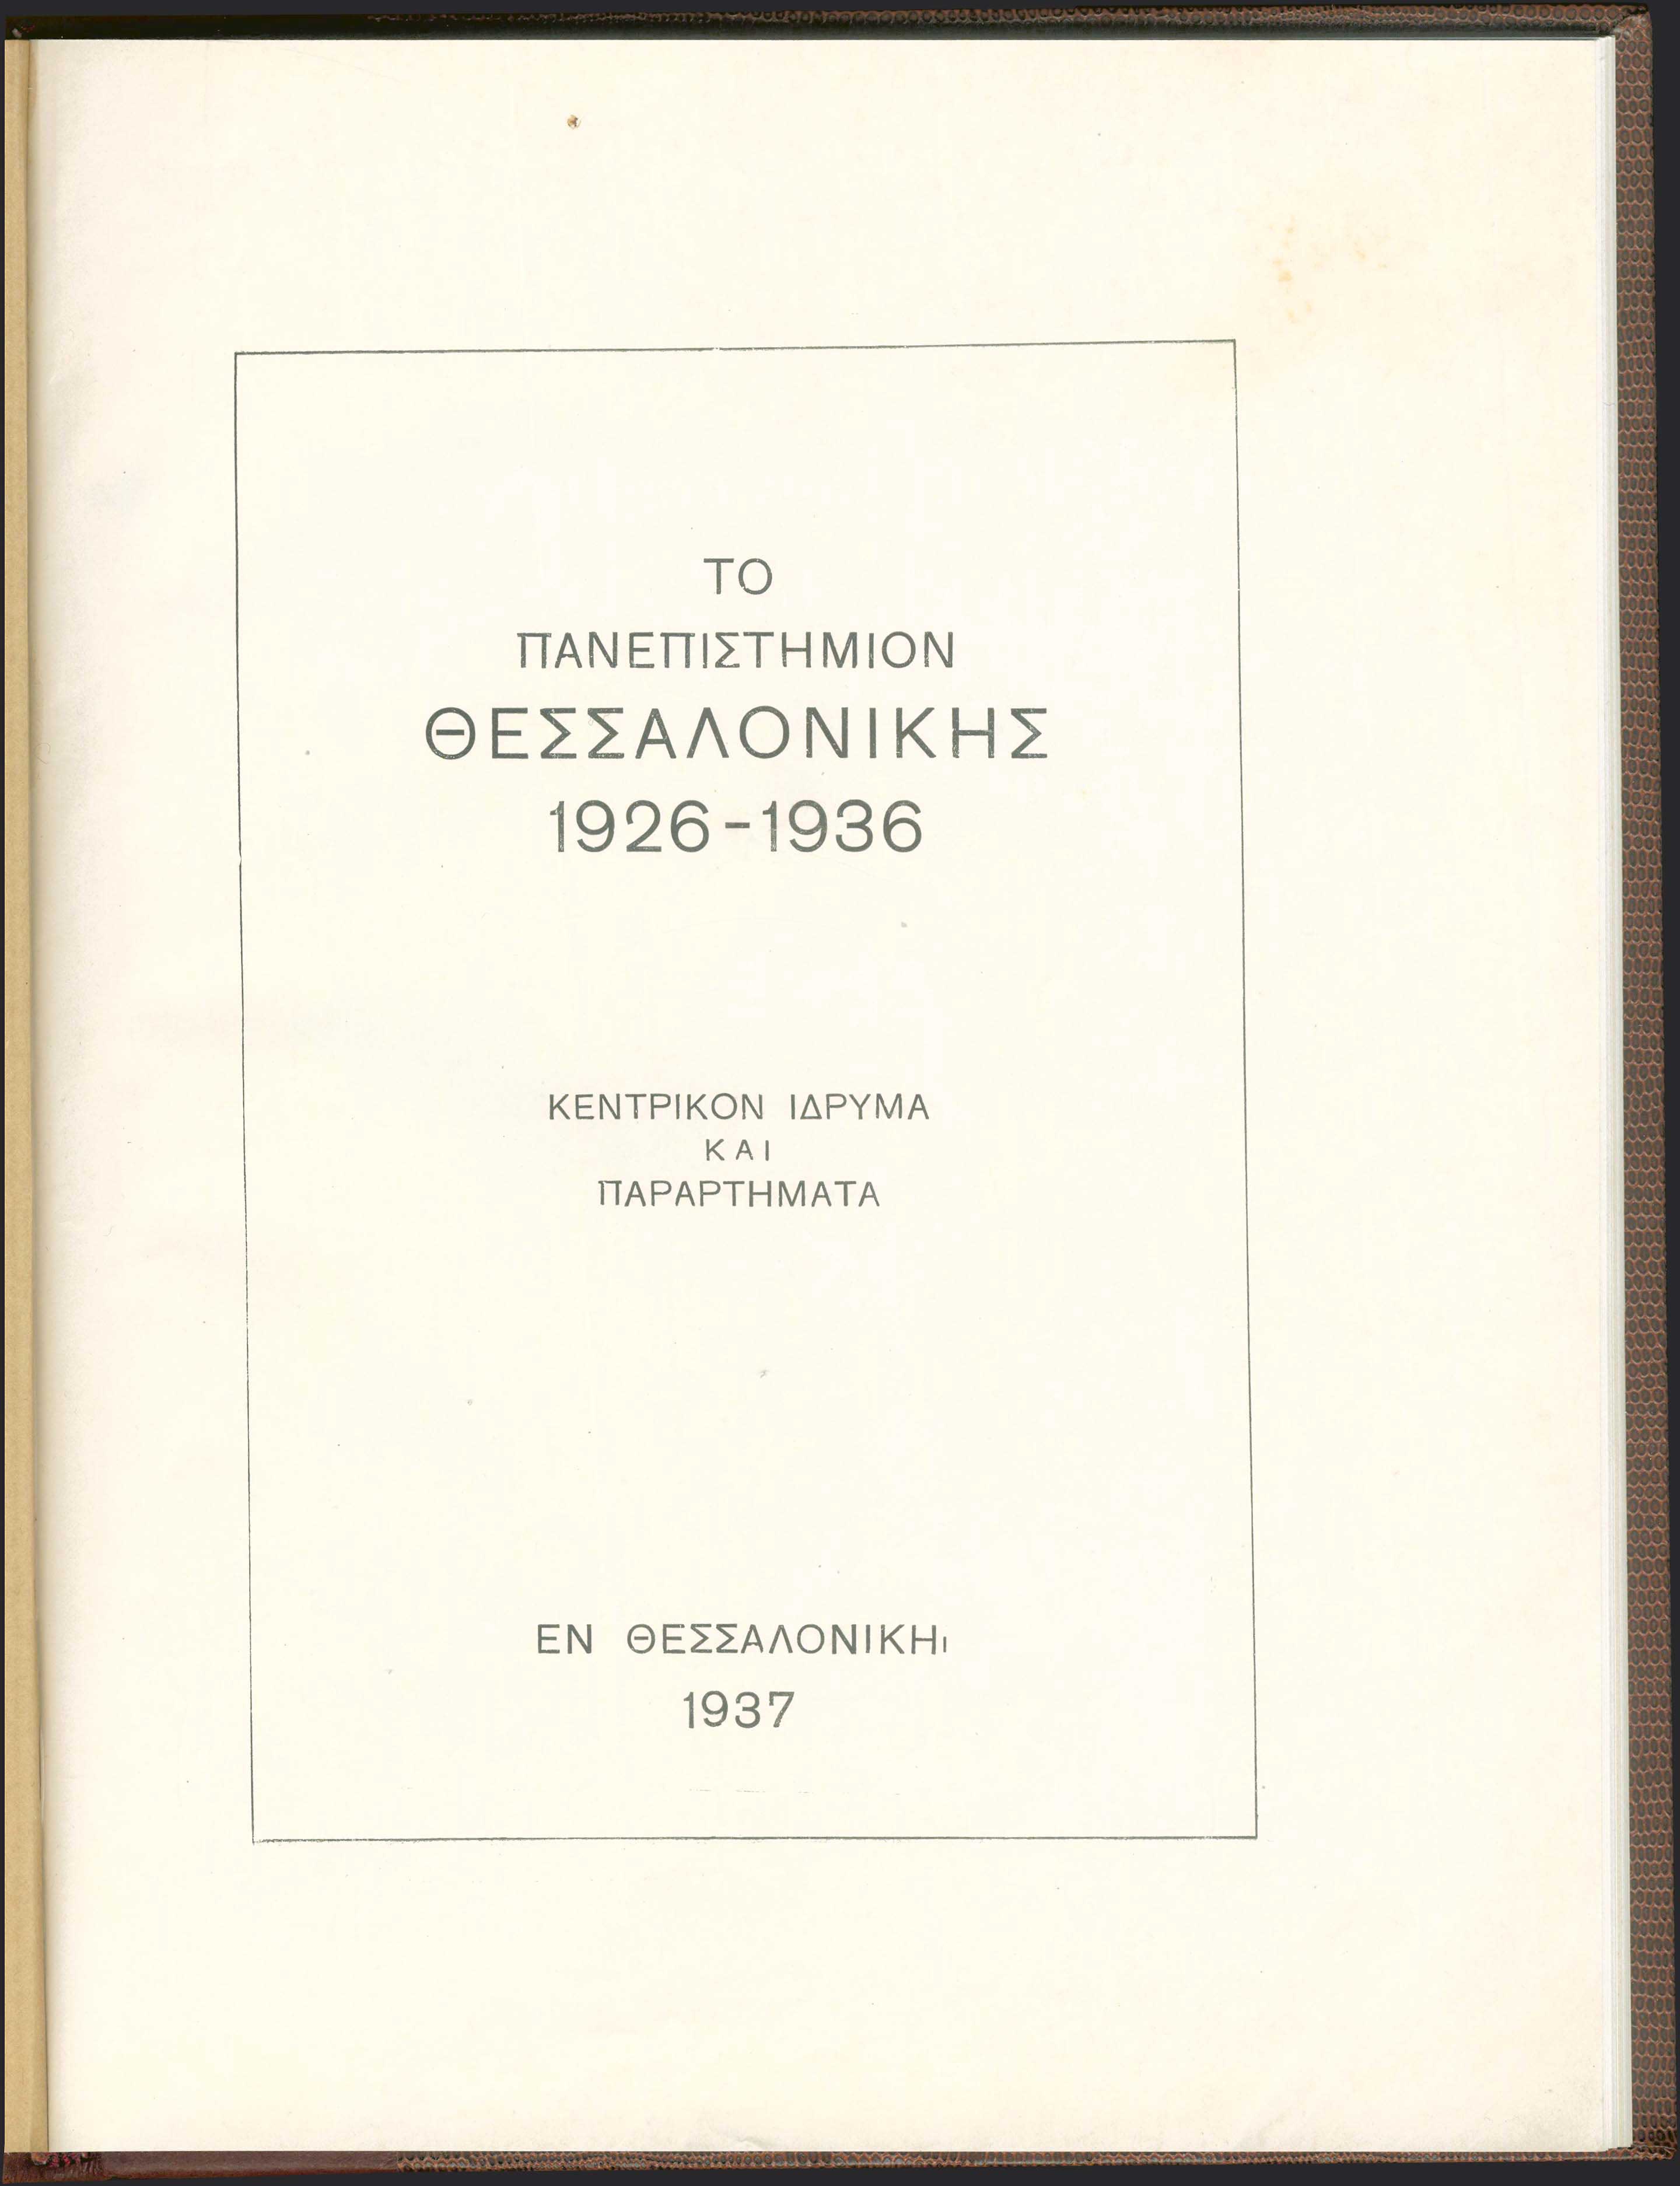 ΤΟ
ΠΑΝΕΠΙΣΤΗΜΙΟΝ
ΘΕΣΣΑΛΟΝΙΚΗΣ
1926-1936
ΚΕΝΤΡΙΚΟΝ ΙΔΡΥΜΑ
ΚΑΙ
ΠΑΡΑΡΤΗΜΑΤΑ
ΕΝ ΘΕΣΣΑΛΟΝΙΚΗι
1937